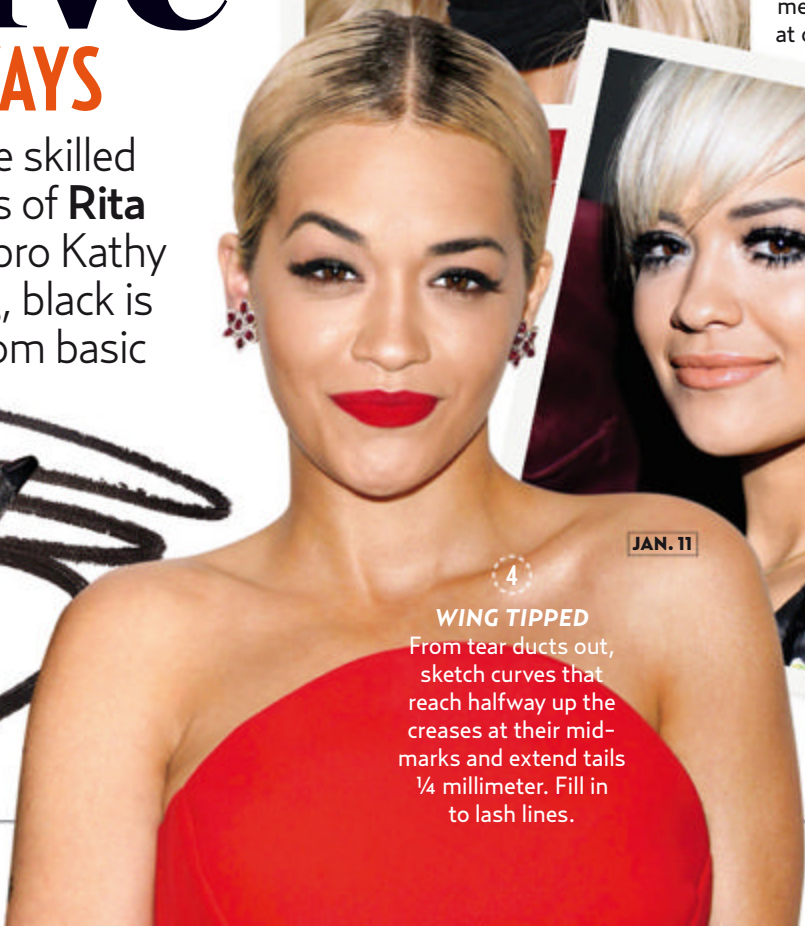 AYS
e skilled
s of Rita
pro Kathy
, black is
om basic
me
at
JAN. 11
4
WING TIPPED
From tear ducts out,
sketch curves that
reach halfway up the
creases at their mid-
marks and extend tails
¼ millimeter. Fill in
to lash lines.